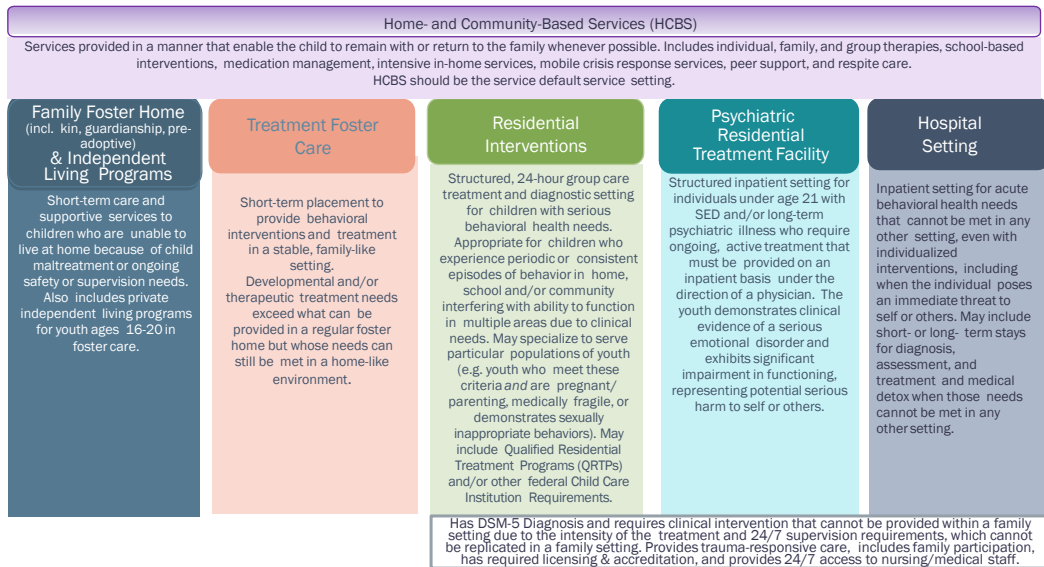 Home- and Community-Based Services (HCBS)
Services provided in a manner that enable the child to remain with or return to the family whenever possible. Includes individual, family, and group therapies, school-based
interventions, medication management, intensive in-home services, mobile crisis response services, peer support, and respite care.
HCBS should be the service default service setting.
Family Foster Home
(incl. kin, guardianship, pre-
adoptive)
& Independent
Living Programs
Short-term care and
supportive services to
children who are unable to
live at home because of child
maltreatment or ongoing
safety or supervision needs.
Also includes private
independent living programs
for youth ages 16-20 in
foster care.
Treatment Foster
Care
Short-term placement to
provide behavioral
interventions and treatment
in a stable, family-like
setting.
Developmental and/or
therapeutic treatment needs
exceed what can be
provided in a regular foster
home but whose needs can
still be met in a home-like
environment.
Residential
Interventions
Structured, 24-hour group care
treatment and diagnostic setting
for children with serious
behavioral health needs.
Appropriate for children who
experience periodic or consistent
episodes of behavior in home,
school and/or community
interfering with ability to function
in multiple areas due to clinical
needs. May specialize to serve
particular populations of youth
(e.g. youth who meet these
criteria and are pregnant/
parenting, medically fragile, or
demonstrates sexually
inappropriate behaviors). May
include Qualified Residential
Treatment Programs (QRTPs)
and/or other federal Child Care
Institution Requirements.
Psychiatric
Residential
Treatment Facility
Structured inpatient setting for
individuals under age 21 with
SED and/or long-term
psychiatric illness who require
ongoing, active treatment that
must be provided on an
inpatient basis under the
direction of a physician. The
youth demonstrates clinical
evidence of a serious
emotional disorder and
exhibits significant
impairment in functioning,
representing potential serious
harm to self or others.
Hospital
Setting
Inpatient setting for acute
behavioral health needs
that cannot be met in any
other setting, even with
individualized
interventions, including
when the individual poses
an immediate threat to
self or others. May include
short- or long- term stays
for diagnosis,
assessment, and
treatment and medical
detox when those needs
cannot be met in any
other setting.
Has DSM-5 Diagnosis and requires clinical intervention that cannot be provided within a family
setting due to the intensity of the treatment and 24/7 supervision requirements, which cannot
be replicated in a family setting. Provides trauma-responsive care, includes family participation,
has required licensing & accreditation, and provides 24/7 access to nursing/medical staff.